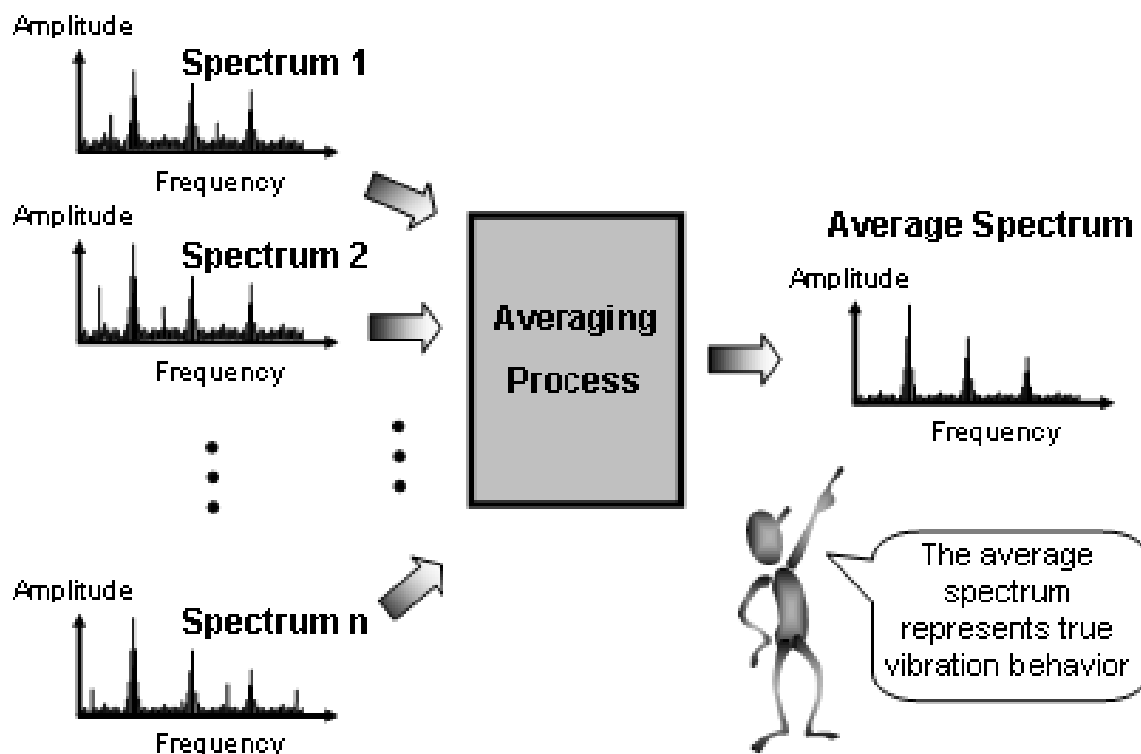 Amplitude
Spectrum 1
Frequency
Amplitude
Spectrum 2
Frequency
Amplitude
Spectrum n
Frequency
Averaging
Process
Average Spectrum
Amplitude
Frequency
The average
spectrum
represents true
vibration behavior